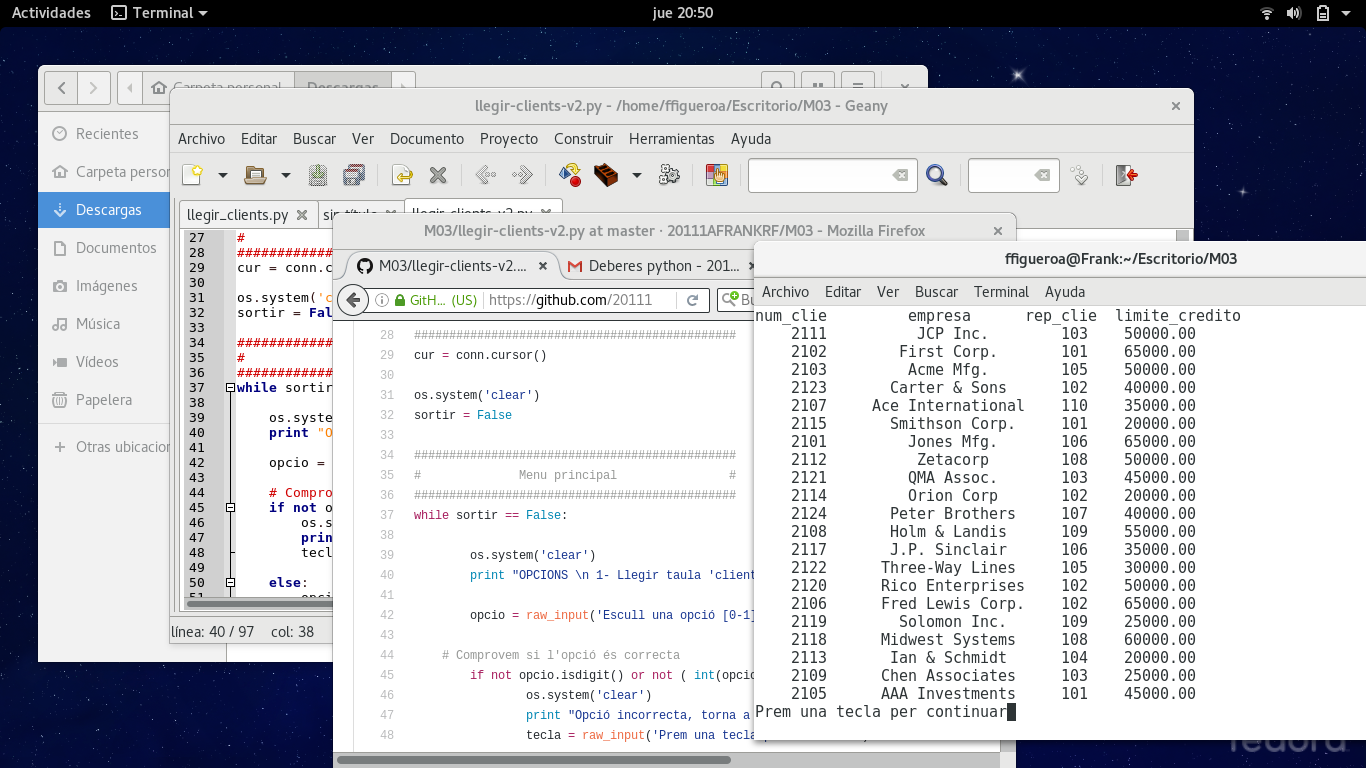 Actividades Terminal jue 20:50
Carpeta personal Descargas
Recientes
Carpeta person
Descargas
Documentos
Imágenes
Música
Vídeos
Papelera
Otras ubicacion
llegir-clients-v2.py - /home/ffigueroa/Escritorio/M03 - Geany
Archivo Editar Buscar Ver Documento Proyecto Construir Herramientas Ayuda
llegir_clients.py sin título llegir-clients-v2.py
27 #
28 ############
29 cur = conn.c
30
31 os.system('c
32 sortir = Fal
33
34 ############
35 #
36 ############
37 while sortir
38
39 os.syste
40 print "O
41
42 opcio =
43
44 # Compro
45 if not o
46 os.s
47 prin
48 tecl
49
50 else:
51 opci
línea: 40 / 97 col: 38
M03/llegir-clients-v2.py at master · 20111AFRANKRF/M03 - Mozilla Firefox
M03/llegir-clients-v2.... Deberes python - 201...
GitH... (US) https://github.com/20111 Bu
28 ##############################################
29 cur = conn.cursor()
30
31 os.system('clear')
32 sortir = False
33
34 ##############################################
35 # Menu principal #
36 ##############################################
37 while sortir == False:
38
39 os.system('clear')
40 print "OPCIONS \n 1- Llegir taula 'client
41
42 opcio = raw_input('Escull una opció [0-1]
43
44 # Comprovem si l'opció és correcta
45 if not opcio.isdigit() or not ( int(opcio
46 os.system('clear')
47 print "Opció incorrecta, torna a
48 tecla = raw_input('Prem una tecla
ffigueroa@Frank:~/Escritorio/M03
Archivo Editar Ver Buscar Terminal Ayuda
num_clie empresa rep_clie limite_credito
2111 JCP Inc. 103 50000.00
2102 First Corp. 101 65000.00
2103 Acme Mfg. 105 50000.00
2123 Carter & Sons 102 40000.00
2107 Ace International 110 35000.00
2115 Smithson Corp. 101 20000.00
2101 Jones Mfg. 106 65000.00
2112 Zetacorp 108 50000.00
2121 QMA Assoc. 103 45000.00
2114 Orion Corp 102 20000.00
2124 Peter Brothers 107 40000.00
2108 Holm & Landis 109 55000.00
2117 J.P. Sinclair 106 35000.00
2122 Three-Way Lines 105 30000.00
2120 Rico Enterprises 102 50000.00
2106 Fred Lewis Corp. 102 65000.00
2119 Solomon Inc. 109 25000.00
2118 Midwest Systems 108 60000.00
2113 Ian & Schmidt 104 20000.00
2109 Chen Associates 103 25000.00
2105 AAA Investments 101 45000.00
Prem una tecla per continuar
fedora